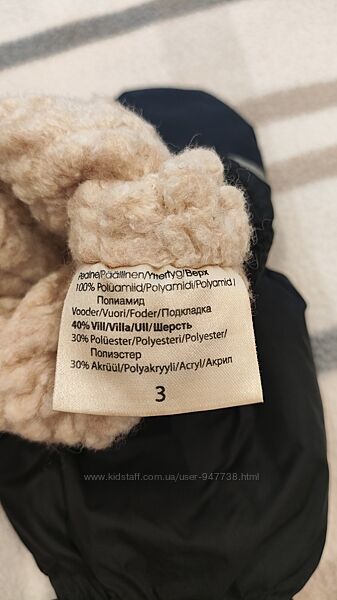 Pealne/Päällinen/Yttertyg/Верх
100% Polüamiid/Polyamidi/Polyamid/
Полиамид
Vooder/Vuori/Foder/Подкладка
40% Vill/Villa/Ull/Шерсть
30% Polüester/Polyesteri/Polyester/
Полиэстер
30% Akrüül/Polyakryyli/Acryl/Акрил
3
www.kidstaff.com.ua/user-947738.html